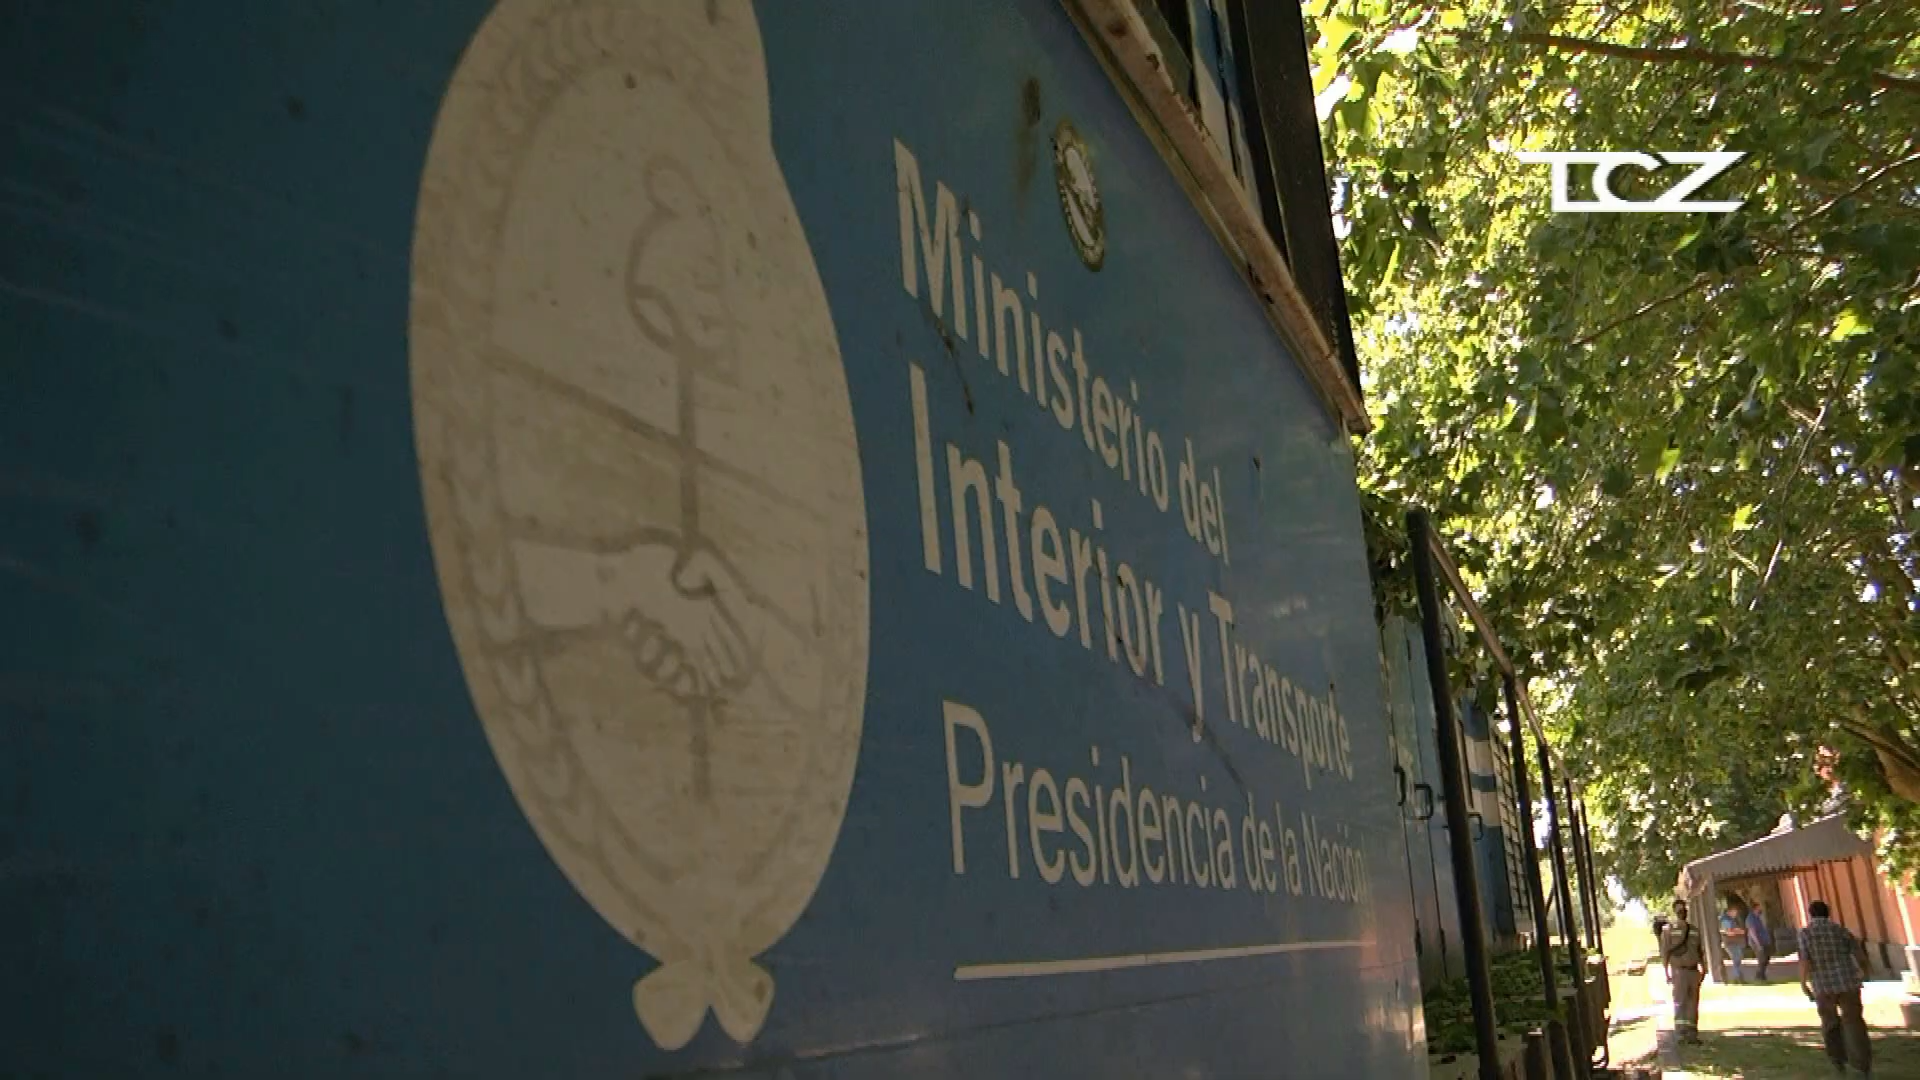 TCZ
Ministerio del
Interior y Transporte
Presidencia de la Nación